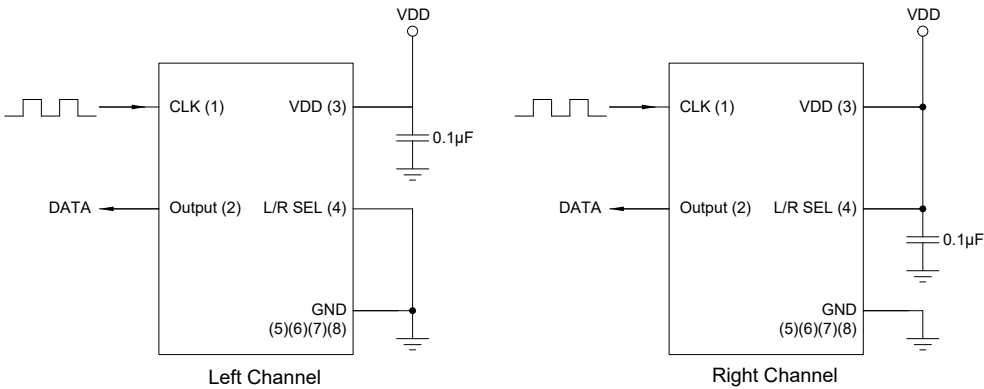 VDD
CLK (1)
VDD (3)
0.1µF
DATA
Output (2)
L/R SEL (4)
GND
(5)(6)(7)(8)
Left Channel
VDD
CLK (1)
VDD (3)
DATA
Output (2)
L/R SEL (4)
0.1µF
GND
(5)(6)(7)(8)
Right Channel